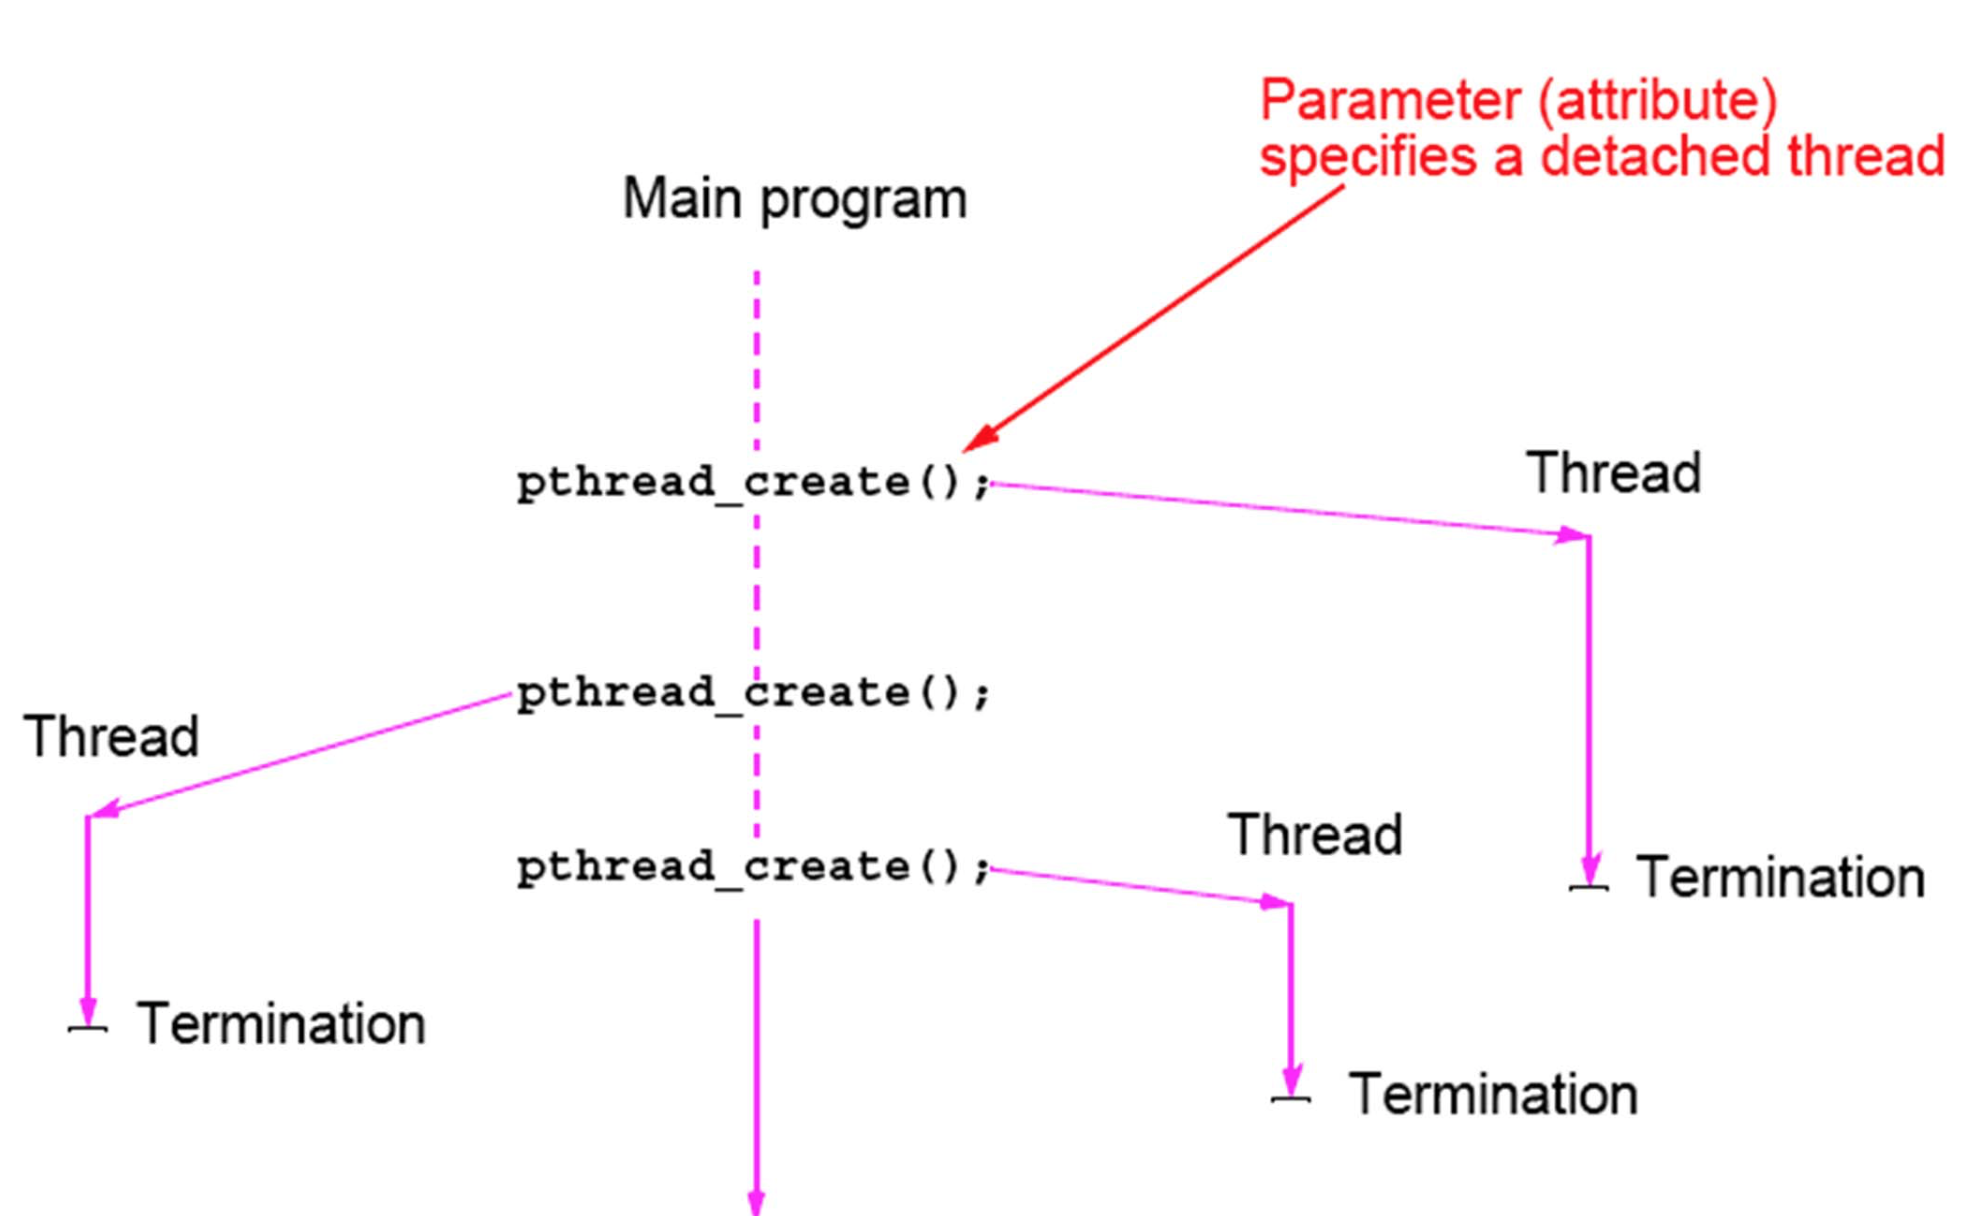 Parameter (attribute)
specifies a detached thread
Main program
pthread_create();
Thread
pthread_create();
Thread
pthread_create();
Thread
Termination
Termination
Termination